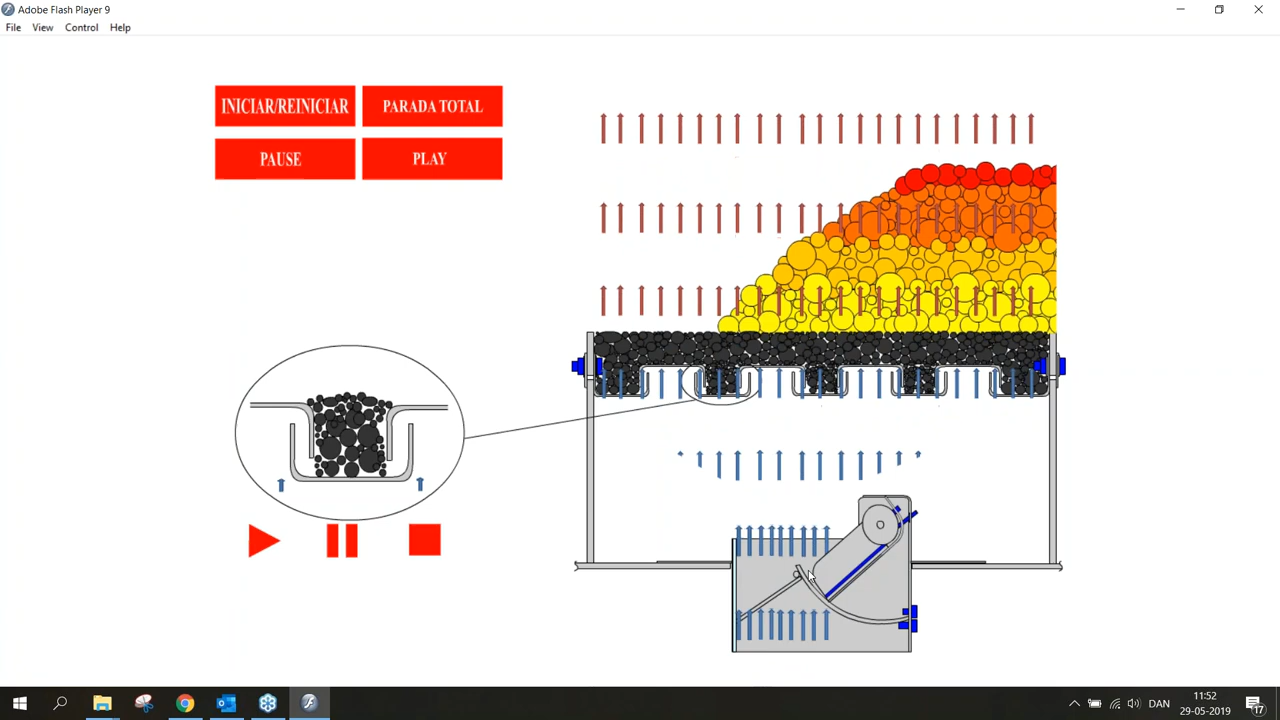 Adobe Flash Player 9
File View Control Help
INICIAR/REINICIAR PARADA TOTAL
PAUSE PLAY
11:52
DAN
29-05-2019
17